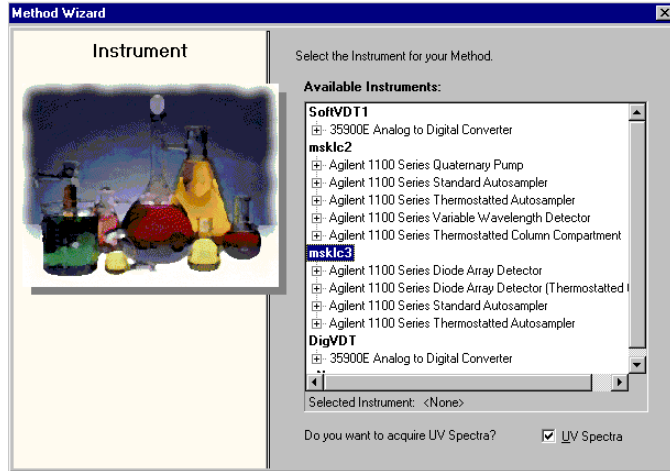 Method Wizard
Instrument
Select the Instrument for your Method.
Available Instruments:
SoftVDT1
35900E Analog to Digital Converter
msklc2
Agilent 1100 Series Quaternary Pump
Agilent 1100 Series Standard Autosampler
Agilent 1100 Series Thermostatted Autosampler
Agilent 1100 Series Variable Wavelength Detector
Agilent 1100 Series Thermostatted Column Compartment
msklc3
Agilent 1100 Series Diode Array Detector
Agilent 1100 Series Diode Array Detector (Thermostatted
Agilent 1100 Series Standard Autosampler
Agilent 1100 Series Thermostatted Autosampler
DigVDT
35900E Analog to Digital Converter
Selected Instrument: <None>
Do you want to acquire UV Spectra?
UV Spectra